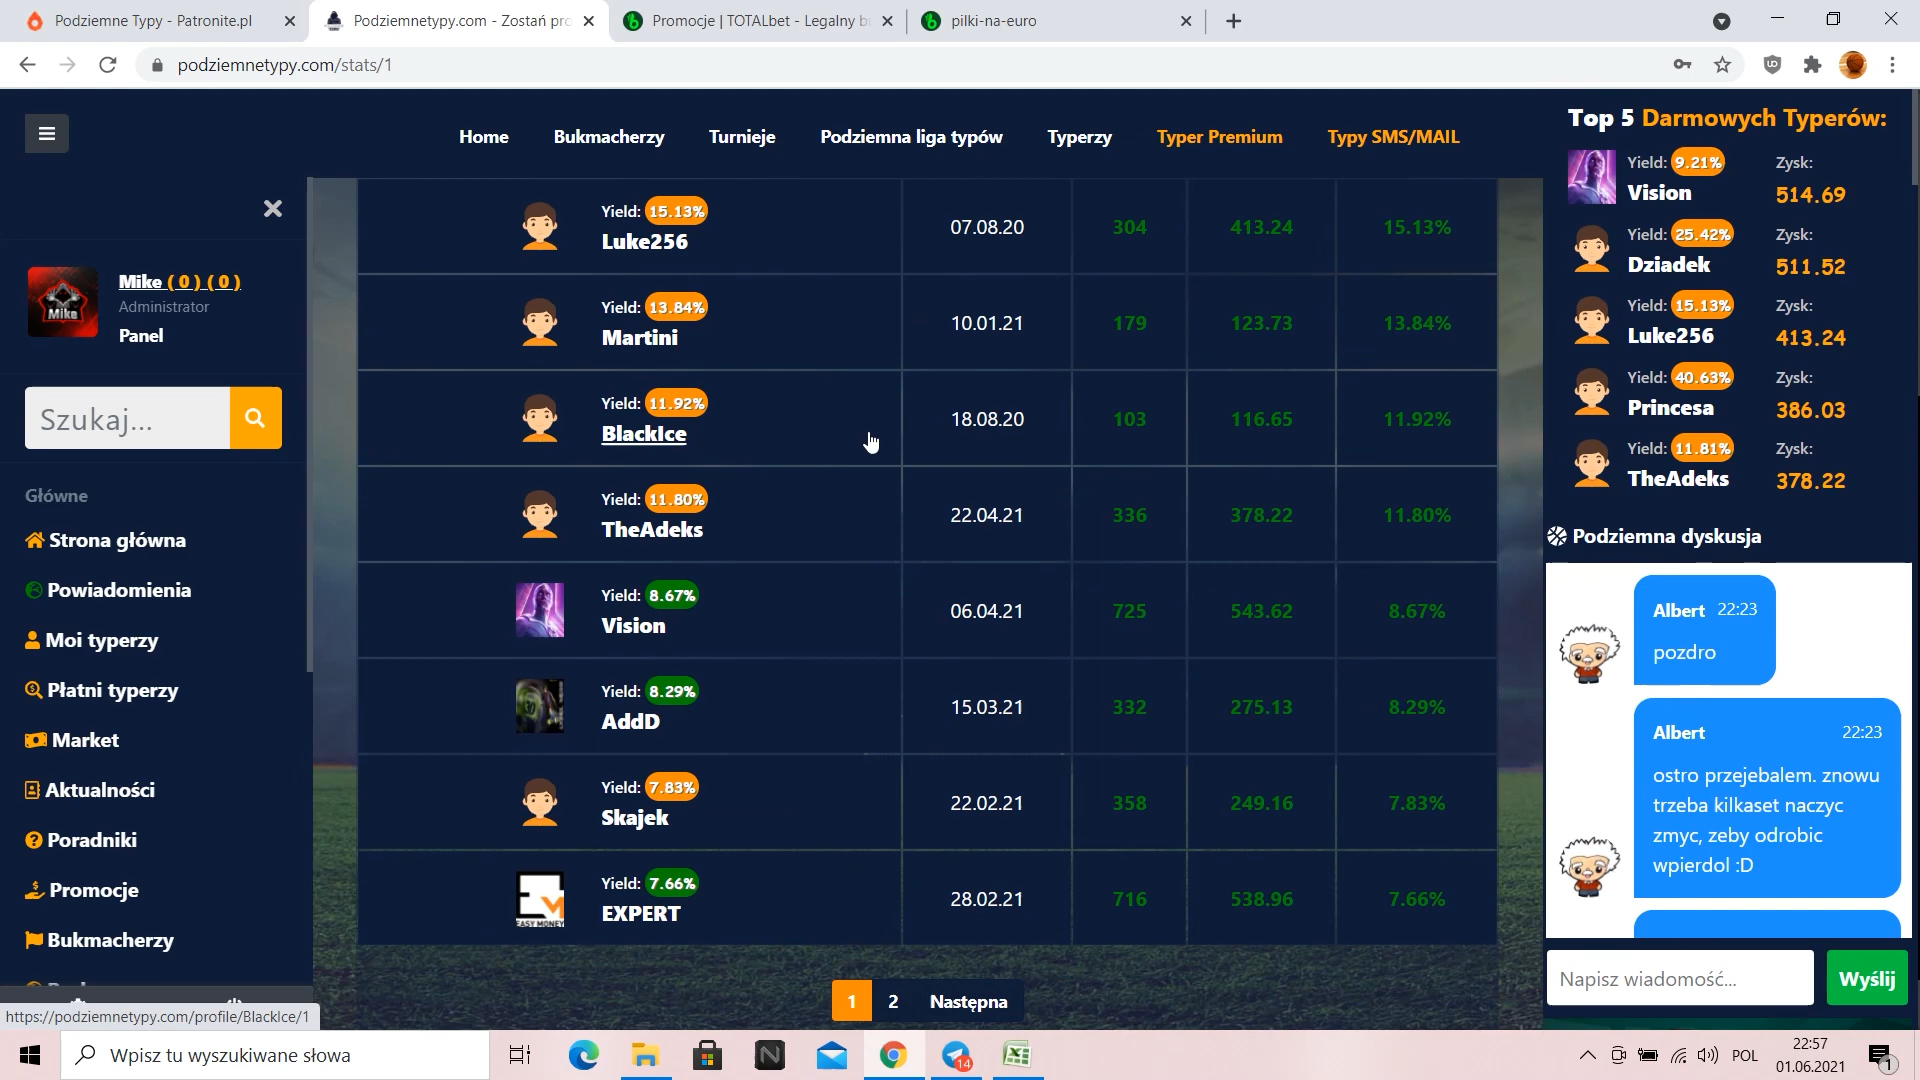 Podziemne Typy - Patronite.pl
Podziemnetypy.com - Zostań pro
Promocje | TOTALbet - Legalny bu
pilki-na-euro
podziemnetypy.com/stats/1
Home
Bukmacherzy
Turnieje
Podziemna liga typów
Typerzy
Typer Premium
Typy SMS/MAIL
Mike ( 0 ) ( 0 )
Administrator
Panel
Mike
Szukaj...
Główne
Strona główna
Powiadomienia
Moi typerzy
Płatni typerzy
Market
Aktualności
Poradniki
Promocje
Bukmacherzy
https://podziemnetypy.com/profile/BlackIce/1
Yield: 15.13%
Luke256
07.08.20
304
413.24
15.13%
Yield: 13.84%
Martini
10.01.21
179
123.73
13.84%
Yield: 11.92%
BlackIce
18.08.20
103
116.65
11.92%
Yield: 11.80%
TheAdeks
22.04.21
336
378.22
11.80%
Yield: 8.67%
Vision
06.04.21
725
543.62
8.67%
Yield: 8.29%
AddD
15.03.21
332
275.13
8.29%
Yield: 7.83%
Skajek
22.02.21
358
249.16
7.83%
EASY MONEY
Yield: 7.66%
EXPERT
28.02.21
716
538.96
7.66%
1
2
Następna
Top 5 Darmowych Typerów:
Yield: 9.21%
Zysk:
Vision
514.69
Yield: 25.42%
Zysk:
Dziadek
511.52
Yield: 15.13%
Zysk:
Luke256
413.24
Yield: 40.63%
Zysk:
Princesa
386.03
Yield: 11.81%
Zysk:
TheAdeks
378.22
Podziemna dyskusja
Albert 22:23
pozdro
Albert 22:23
ostro przejebalem. znowu
trzeba kilkaset naczyc
zmyc, zeby odrobic
wpierdol :D
Napisz wiadomość...
Wyślij
Wpisz tu wyszukiwane słowa
14
POL
22:57
01.06.2021
1